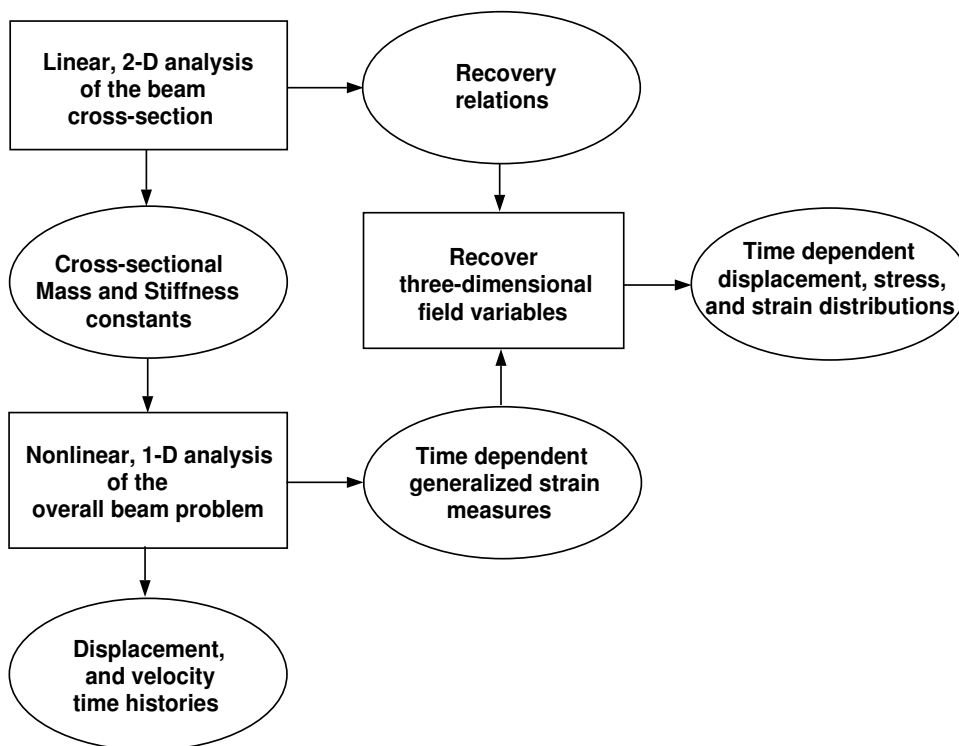 Linear, 2-D analysis
of the beam
cross-section
Recovery
relations
Cross-sectional
Mass and Stiffness
constants
Recover
three-dimensional
field variables
Time dependent
displacement, stress,
and strain distributions
Nonlinear, 1-D analysis
of the
overall beam problem
Time dependent
generalized strain
measures
Displacement,
and velocity
time histories